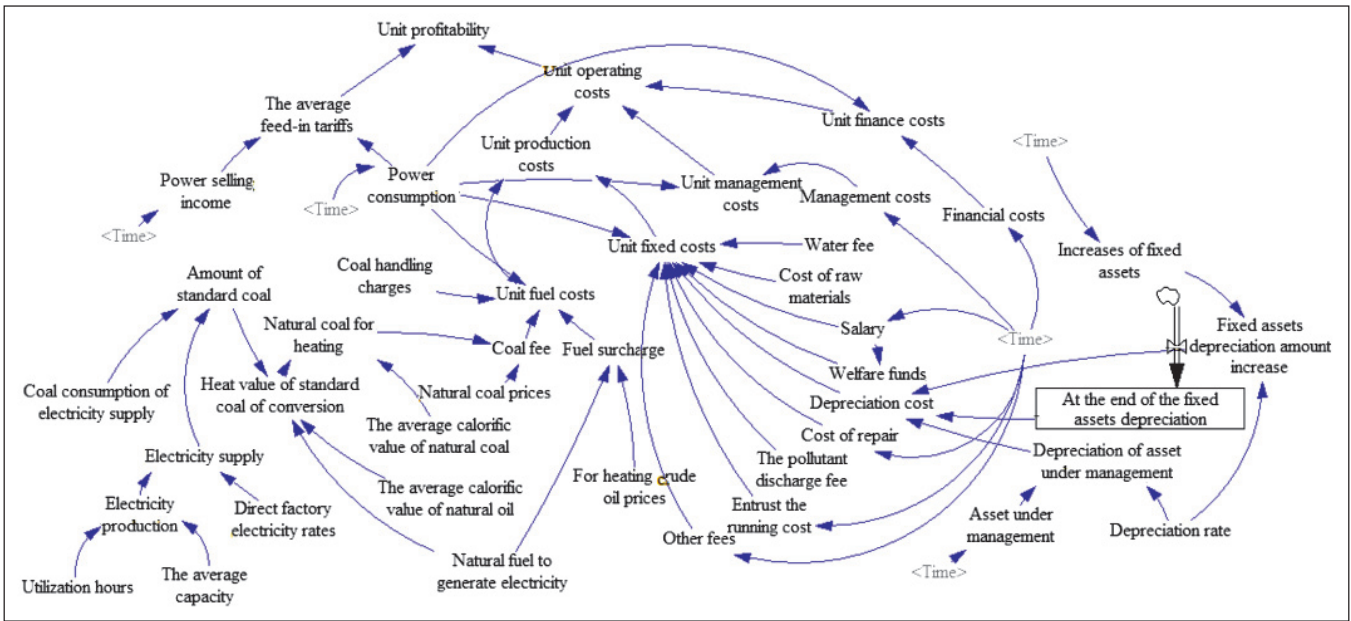 Unit profitability
Unit operating
costs
The average
feed-in tariffs
Unit finance costs
<Time>
Unit production
costs
Power
consumption
Power selling
income
<Time>
<Time>
Unit management
costs
Management costs
Financial costs
Unit fixed costs
Water fee
Increases of fixed
assets
Coal handling
charges
Amount of
standard coal
Cost of raw
materials
Unit fuel costs
Natural coal for
heating
Coal fee
Fuel surcharge
Salary
<Time>
Fixed assets
depreciation amount
increase
Coal consumption of
electricity supply
Heat value of standard
coal of conversion
Natural coal prices
Welfare funds
Depreciation cost
At the end of the fixed
assets depreciation
The average calorific
value of natural coal
Cost of repair
Electricity supply
The pollutant
discharge fee
Depreciation of asset
under management
For heating crude
oil prices
The average calorific
value of natural oil
Electricity
production
Direct factory
electricity rates
Entrust the
running cost
Other fees
Asset under
management
Depreciation rate
Natural fuel to
generate electricity
<Time>
Utilization hours
The average
capacity